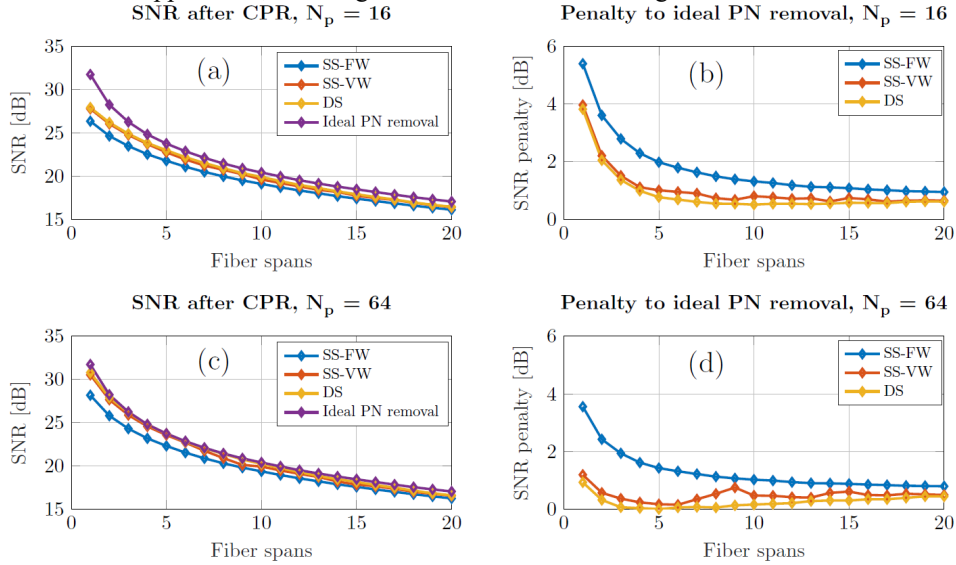 SNR after CPR, Np = 16
35
30
25
20
15
0
5
10
15
20
SNR [dB]
Fiber spans
(a)
SS-FW
SS-VW
DS
Ideal PN removal
Penalty to ideal PN removal, Np = 16
6
4
2
0
0
5
10
15
20
SNR penalty [dB]
Fiber spans
(b)
SS-FW
SS-VW
DS
SNR after CPR, Np = 64
35
30
25
20
15
0
5
10
15
20
SNR [dB]
Fiber spans
(c)
SS-FW
SS-VW
DS
Ideal PN removal
Penalty to ideal PN removal, Np = 64
6
4
2
0
0
5
10
15
20
SNR penalty [dB]
Fiber spans
(d)
SS-FW
SS-VW
DS